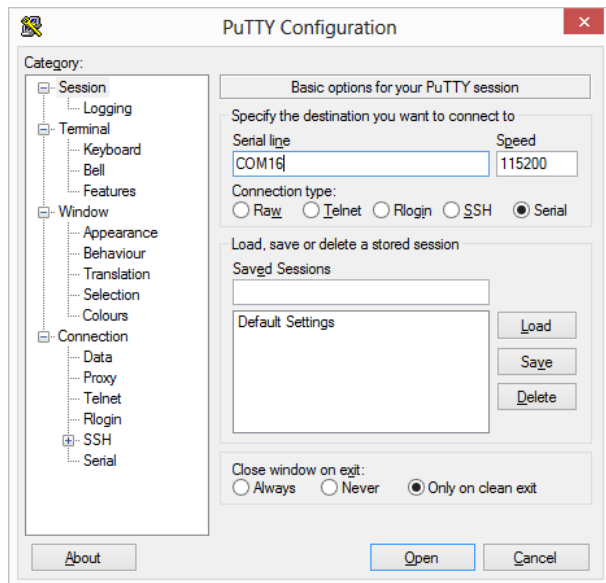 PuTTY Configuration
Category:
Session
Logging
Terminal
Keyboard
Bell
Features
Window
Appearance
Behaviour
Translation
Selection
Colours
Connection
Data
Proxy
Telnet
Rlogin
SSH
Serial
Basic options for your PuTTY session
Specify the destination you want to connect to
Serial line Speed
COM16 115200
Connection type:
Raw Telnet Rlogin SSH Serial
Load, save or delete a stored session
Saved Sessions
Default Settings
Load
Save
Delete
Close window on exit:
Always Never Only on clean exit
About Open Cancel